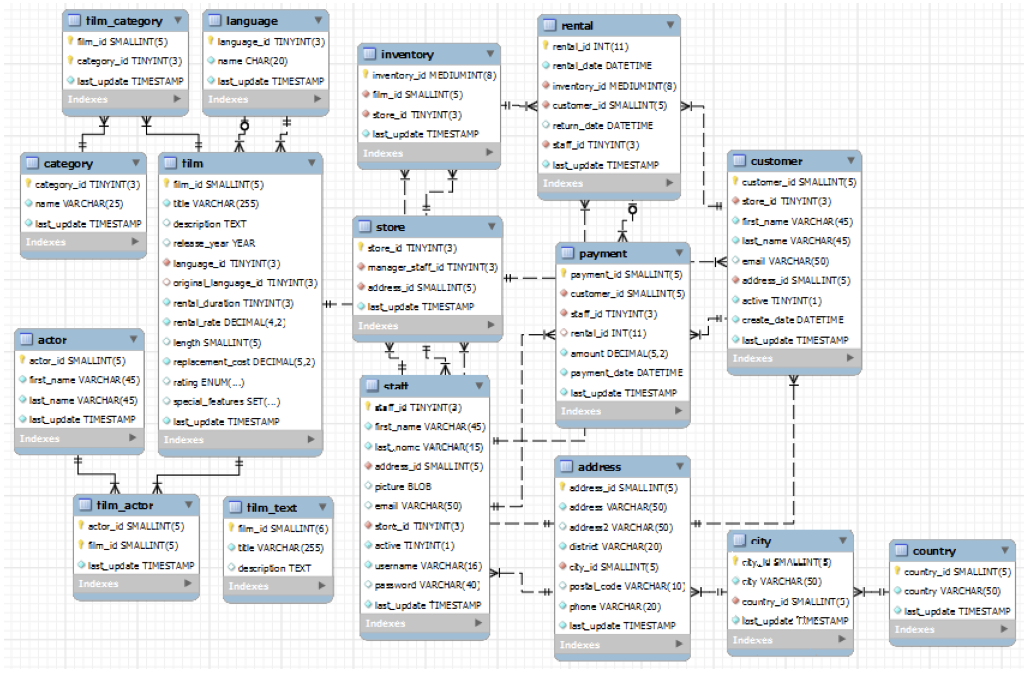 film_category
film_id SMALLINT(5)
category_id TINYINT(3)
last_update TIMESTAMP
Indexes
language
language_id TINYINT(3)
name CHAR(20)
last_update TIMESTAMP
Indexes
inventory
inventory_id MEDIUMINT(8)
film_id SMALLINT(5)
store_id TINYINT(3)
last_update TIMESTAMP
Indexes
rental
rental_id INT(11)
rental_date DATETIME
inventory_id MEDIUMINT(8)
customer_id SMALLINT(5)
return_date DATETIME
staff_id TINYINT(3)
last_update TIMESTAMP
Indexes
category
category_id TINYINT(3)
name VARCHAR(25)
last_update TIMESTAMP
Indexes
film
film_id SMALLINT(5)
title VARCHAR(255)
description TEXT
release_year YEAR
language_id TINYINT(3)
original_language_id TINYINT(3)
rental_duration TINYINT(3)
rental_rate DECIMAL(4,2)
length SMALLINT(5)
replacement_cost DECIMAL(5,2)
rating ENUM(...)
special_features SET(...)
last_update TIMESTAMP
Indexes
customer
customer_id SMALLINT(5)
store_id TINYINT(3)
first_name VARCHAR(45)
last_name VARCHAR(45)
email VARCHAR(50)
address_id SMALLINT(5)
active TINYINT(1)
create_date DATETIME
last_update TIMESTAMP
Indexes
store
store_id TINYINT(3)
manager_staff_id TINYINT(3)
address_id SMALLINT(5)
last_update TIMESTAMP
Indexes
payment
payment_id SMALLINT(5)
customer_id SMALLINT(5)
staff_id TINYINT(3)
rental_id INT(11)
amount DECIMAL(5,2)
payment_date DATETIME
last_update TIMESTAMP
Indexes
actor
actor_id SMALLINT(5)
first_name VARCHAR(45)
last_name VARCHAR(45)
last_update TIMESTAMP
Indexes
staff
staff_id TINYINT(3)
first_name VARCHAR(45)
last_name VARCHAR(45)
address_id SMALLINT(5)
picture BLOB
email VARCHAR(50)
store_id TINYINT(3)
active TINYINT(1)
username VARCHAR(16)
password VARCHAR(40)
last_update TIMESTAMP
Indexes
address
address_id SMALLINT(5)
address VARCHAR(50)
address2 VARCHAR(50)
district VARCHAR(20)
city_id SMALLINT(5)
postal_code VARCHAR(10)
phone VARCHAR(20)
last_update TIMESTAMP
Indexes
film_actor
actor_id SMALLINT(5)
film_id SMALLINT(5)
last_update TIMESTAMP
Indexes
film_text
film_id SMALLINT(6)
title VARCHAR(255)
description TEXT
Indexes
city
city_id SMALLINT(5)
city VARCHAR(50)
country_id SMALLINT(5)
last_update TIMESTAMP
Indexes
country
country_id SMALLINT(5)
country VARCHAR(50)
last_update TIMESTAMP
Indexes